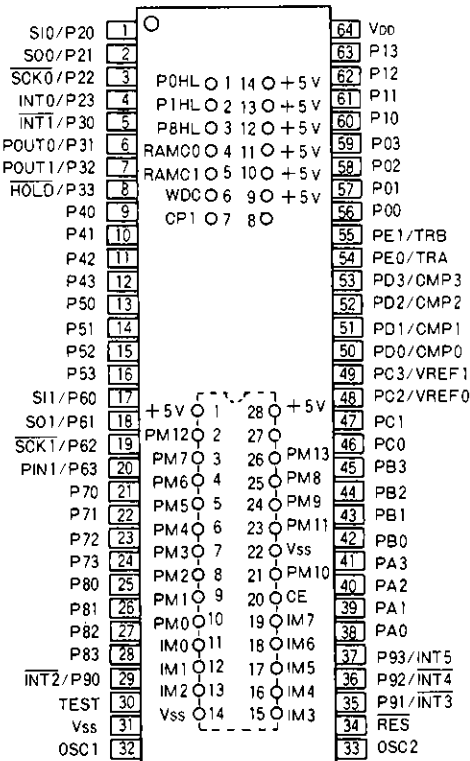 SI0/P20 1
SO0/P21 2
SCK0/P22 3
INT0/P23 4
INT1/P30 5
POUT0/P31 6
POUT1/P32 7
HOLD/P33 8
P40 9
P41 10
P42 11
P43 12
P50 13
P51 14
P52 15
P53 16
SI1/P60 17
SO1/P61 18
SCK1/P62 19
PIN1/P63 20
P70 21
P71 22
P72 23
P73 24
P80 25
P81 26
P82 27
P83 28
INT2/P90 29
TEST 30
Vss 31
OSC1 32
P0HL 1 14 +5V
P1HL 2 13 +5V
P8HL 3 12 +5V
RAMC0 4 11 +5V
RAMC1 5 10 +5V
WDC 6 9 +5V
CP1 7 8
+5V 1 28 +5V
PM12 2 27
PM7 3 26 PM13
PM6 4 25 PM8
PM5 5 24 PM9
PM4 6 23 PM11
PM3 7 22 Vss
PM2 8 21 PM10
PM1 9 20 CE
PM0 10 19 IM7
IM0 11 18 IM6
IM1 12 17 IM5
IM2 13 16 IM4
Vss 14 15 IM3
64 VDD
63 P13
62 P12
61 P11
60 P10
59 P03
58 P02
57 P01
56 P00
55 PE1/TRB
54 PE0/TRA
53 PD3/CMP3
52 PD2/CMP2
51 PD1/CMP1
50 PD0/CMP0
49 PC3/VREF1
48 PC2/VREF0
47 PC1
46 PC0
45 PB3
44 PB2
43 PB1
42 PB0
41 PA3
40 PA2
39 PA1
38 PA0
37 P93/INT5
36 P92/INT4
35 P91/INT3
34 RES
33 OSC2